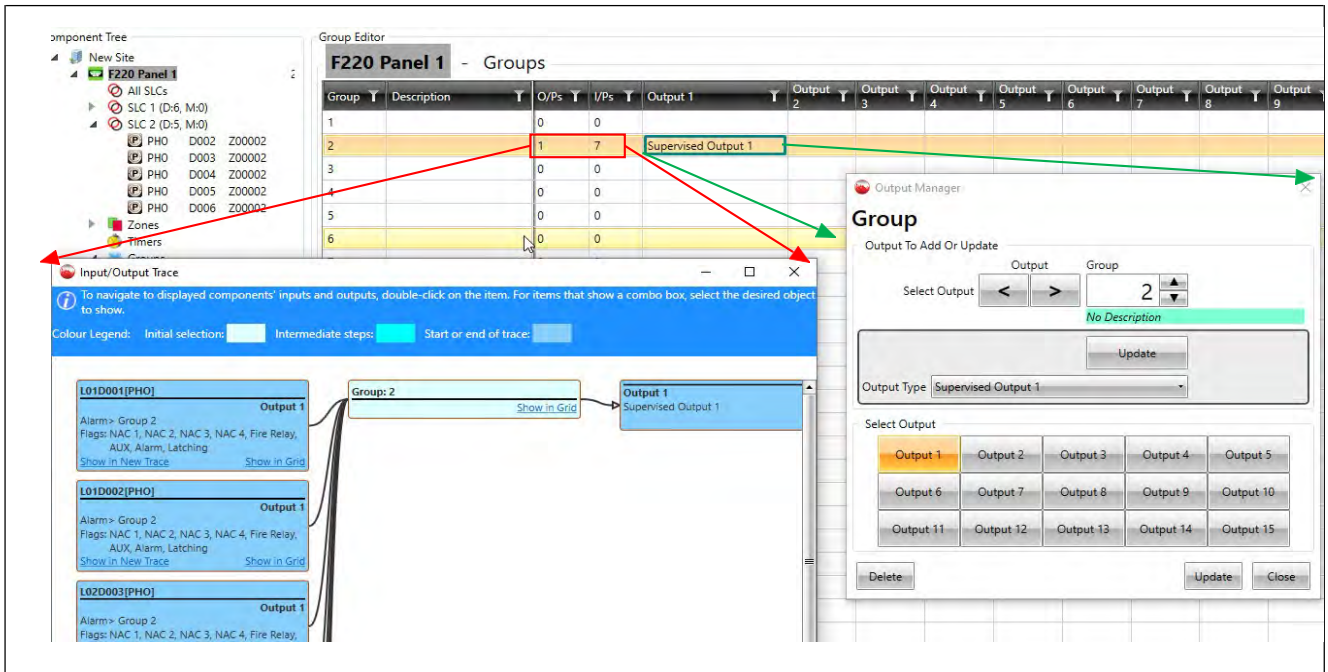 omponent Tree
New Site
F220 Panel 1
All SLCs
SLC 1 (D:6, M:0)
SLC 2 (D:5, M:0)
PHO D002 Z00002
PHO D003 Z00002
PHO D004 Z00002
PHO D005 Z00002
PHO D006 Z00002
Zones
Timers
Groups
Group Editor
F220 Panel 1 - Groups
Group Description O/Ps I/Ps Output 1 Output 2 Output 3 Output 4 Output 5 Output 6 Output 7 Output 8 Output 9
1 0 0
2 1 7 Supervised Output 1
3 0 0
4 0 0
5 0 0
6 0 0
Input/Output Trace
To navigate to displayed components' inputs and outputs, double-click on the item. For items that show a combo box, select the desired object
to show.
Colour Legend: Initial selection: Intermediate steps: Start or end of trace:
L01D001[PHO]
Output 1
Alarm> Group 2
Flags: NAC 1, NAC 2, NAC 3, NAC 4, Fire Relay,
AUX, Alarm, Latching
Show in New Trace Show in Grid
L01D002[PHO]
Output 1
Alarm> Group 2
Flags: NAC 1, NAC 2, NAC 3, NAC 4, Fire Relay,
AUX, Alarm, Latching
Show in New Trace Show in Grid
L02D003[PHO]
Output 1
Alarm> Group 2
Flags: NAC 1, NAC 2, NAC 3, NAC 4, Fire Relay,
Group: 2
Show in Grid
Output 1
Supervised Output 1
Output Manager
Group
Output To Add Or Update
Output Group
Select Output < > 2
No Description
Update
Output Type Supervised Output 1
Select Output
Output 1 Output 2 Output 3 Output 4 Output 5
Output 6 Output 7 Output 8 Output 9 Output 10
Output 11 Output 12 Output 13 Output 14 Output 15
Delete Update Close